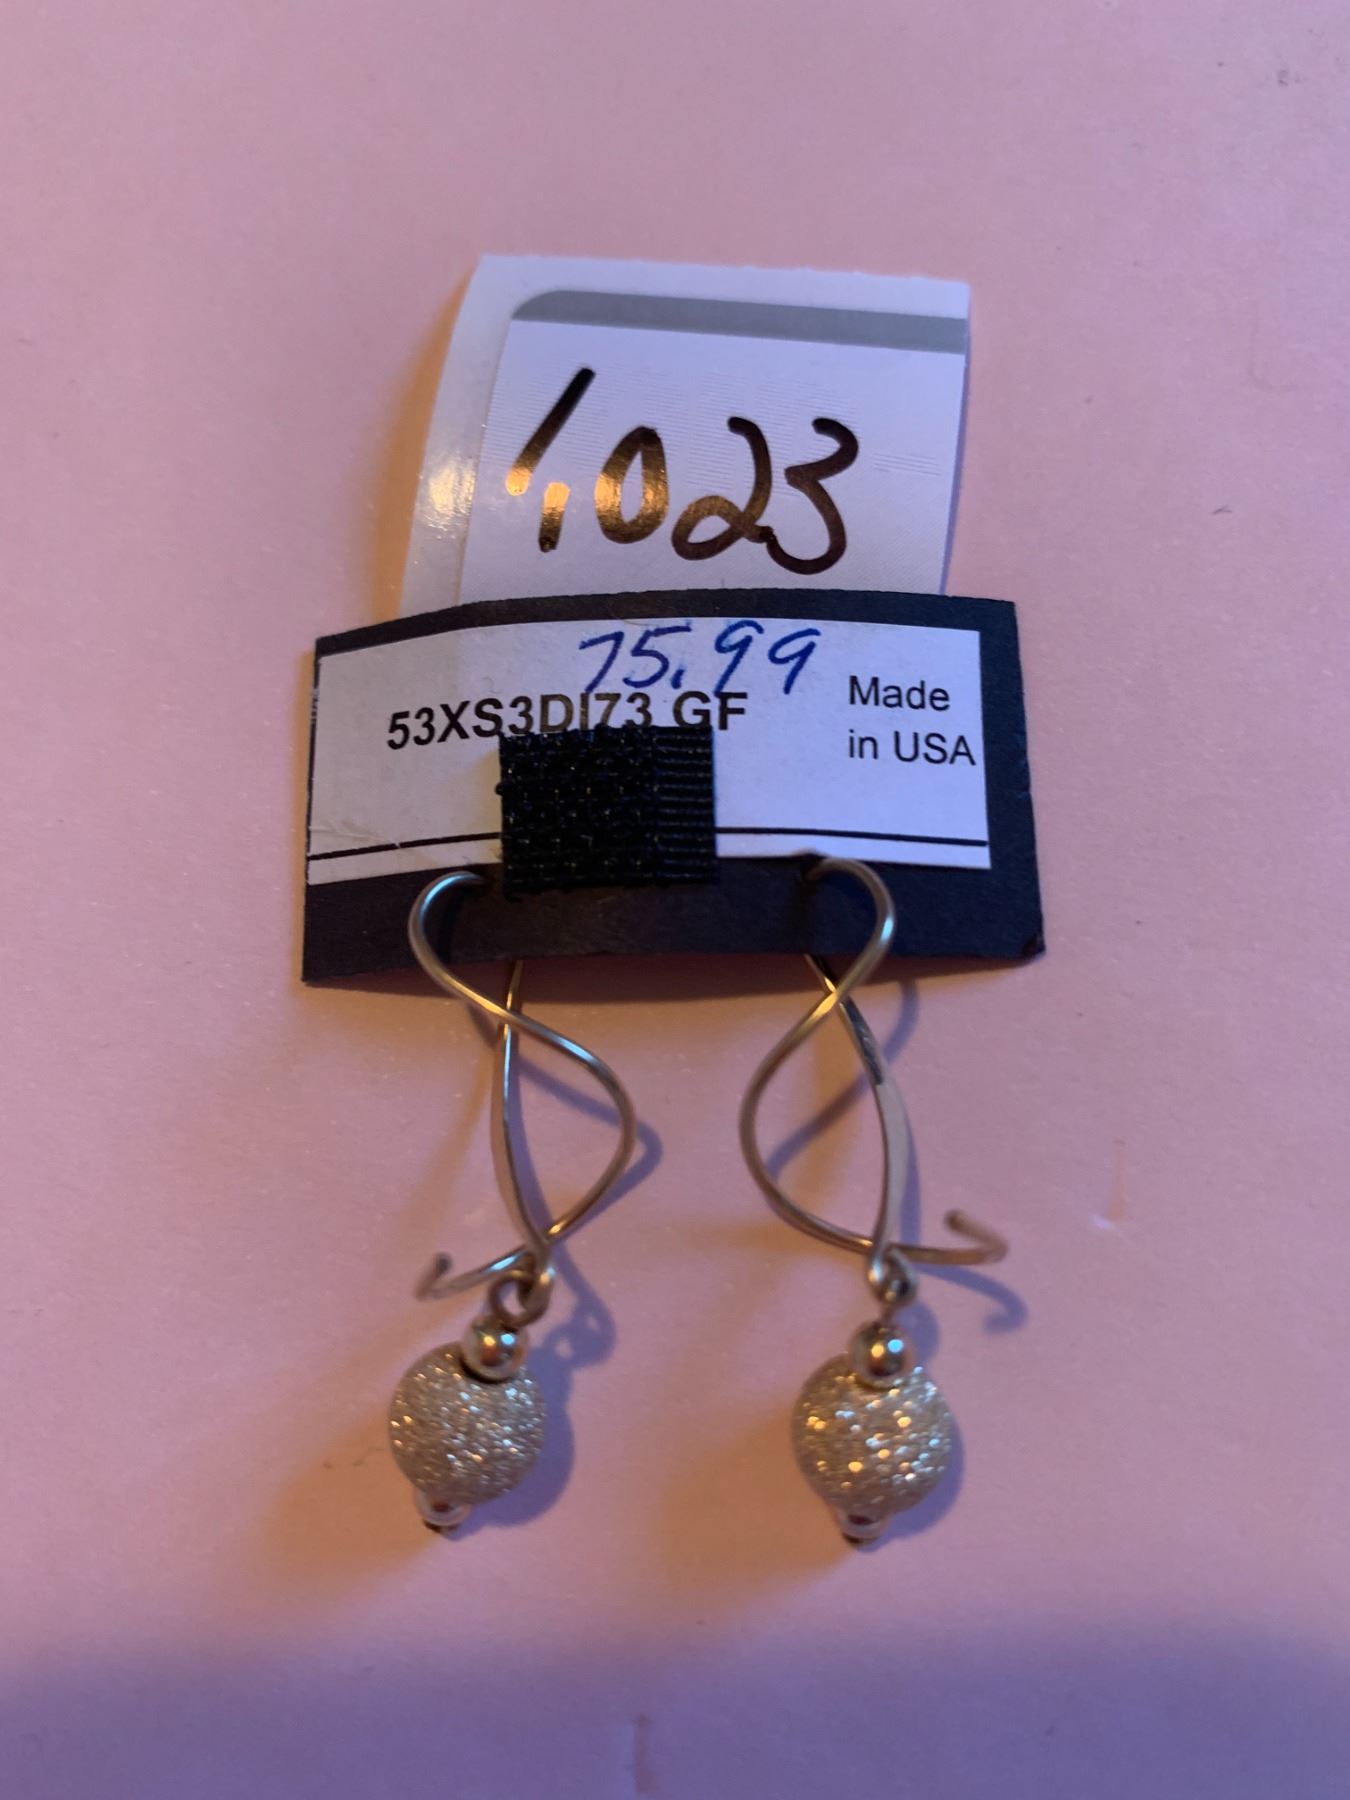 1023
75.99
53XS3DI73 GF
Made
in USA